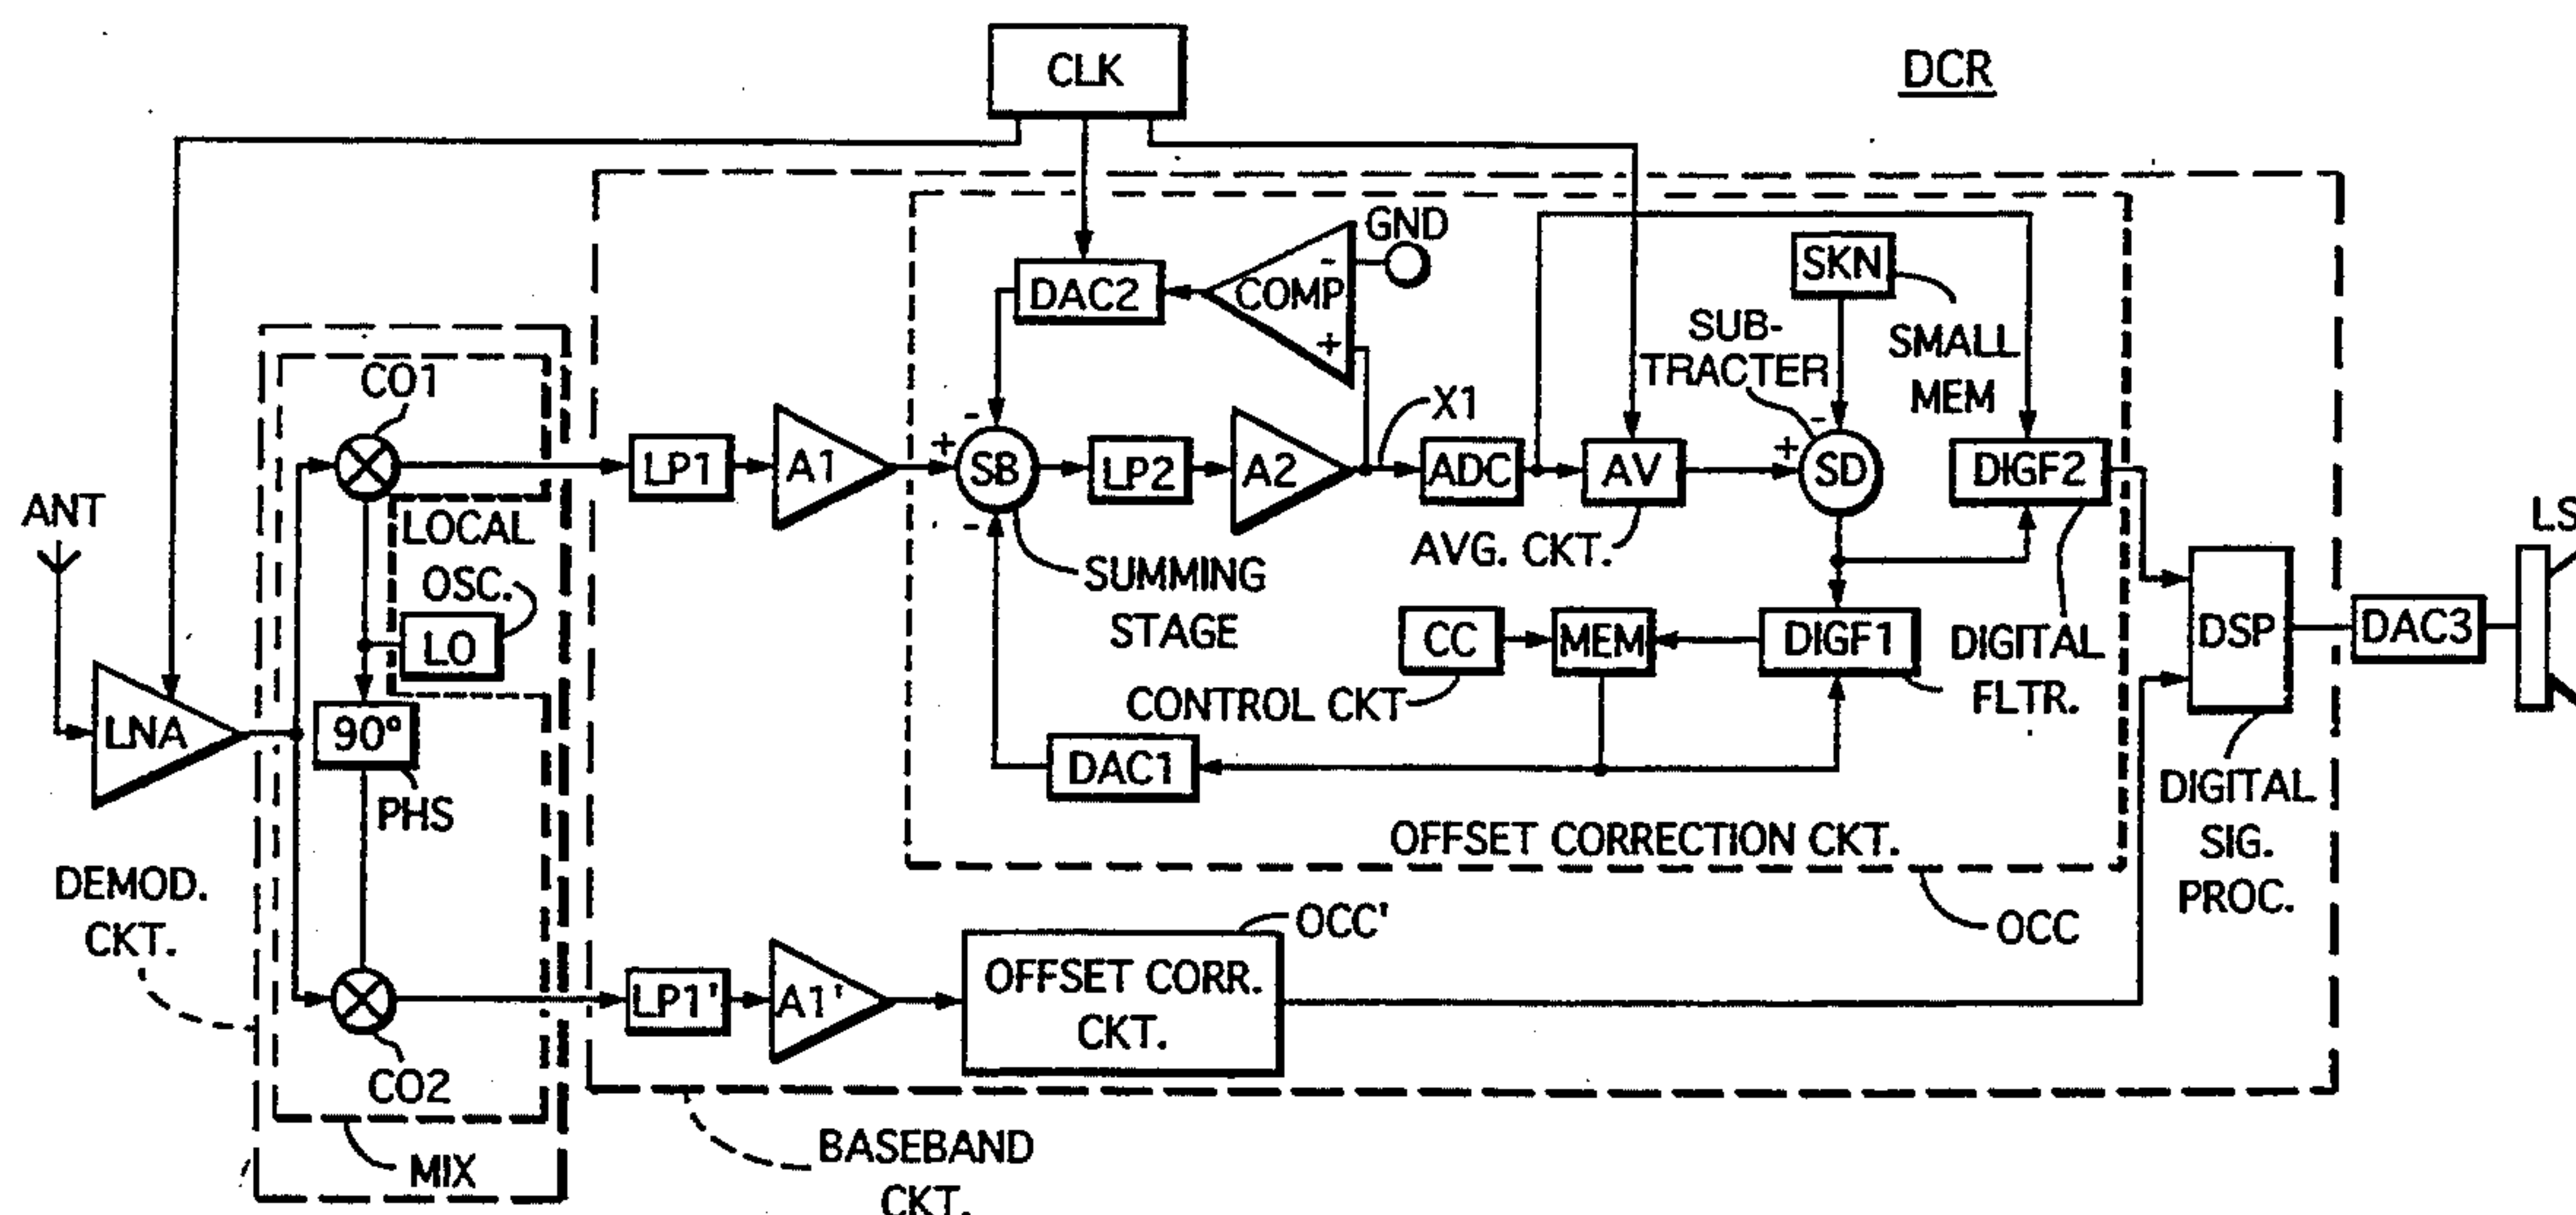 CLK
DCR
GND
-
DAC2
COMP
+
SKN
SMALL
MEM
SUB-
TRACTER
CO1
-
+
SB
-
LP1
A1
LP2
A2
X1
ADC
AV
-
+
SD
DIGF2
ANT
LOCAL
OSC.
LO
AVG. CKT.
SUMMING
STAGE
LS
CC
MEM
DIGF1
DIGITAL
FLTR.
DSP
DAC3
CONTROL CKT
LNA
90°
PHS
DAC1
DIGITAL
SIG.
PROC.
OFFSET CORRECTION CKT.
OCC
DEMOD.
CKT.
OCC'
LP1'
A1'
OFFSET CORR.
CKT.
CO2
MIX
BASEBAND
CKT.